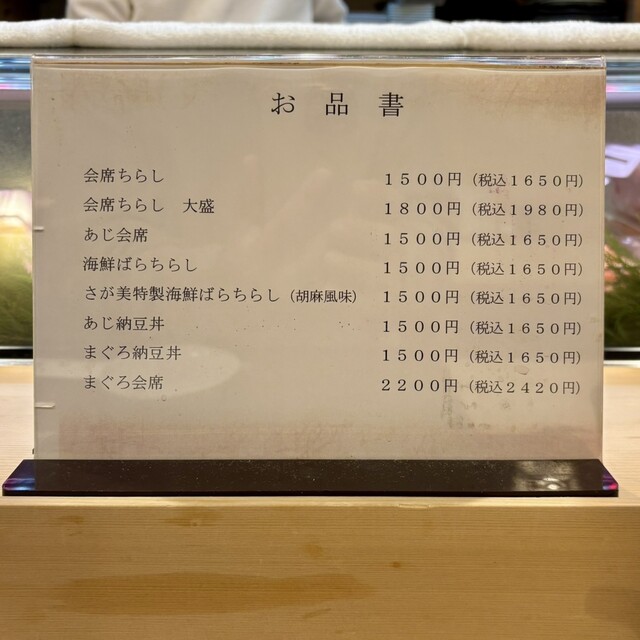 お品書
会席ちらし 1500円(税込1650円)
会席ちらし 大盛 1800円(税込1980円)
あじ会席 1500円(税込1650円)
海鮮ばらちらし 1500円(税込1650円)
さが美特製海鮮ばらちらし(胡麻風味) 1500円(税込1650円)
あじ納豆丼 1500円(税込1650円)
まぐろ納豆丼 1500円(税込1650円)
まぐろ会席 2200円(税込2420円)